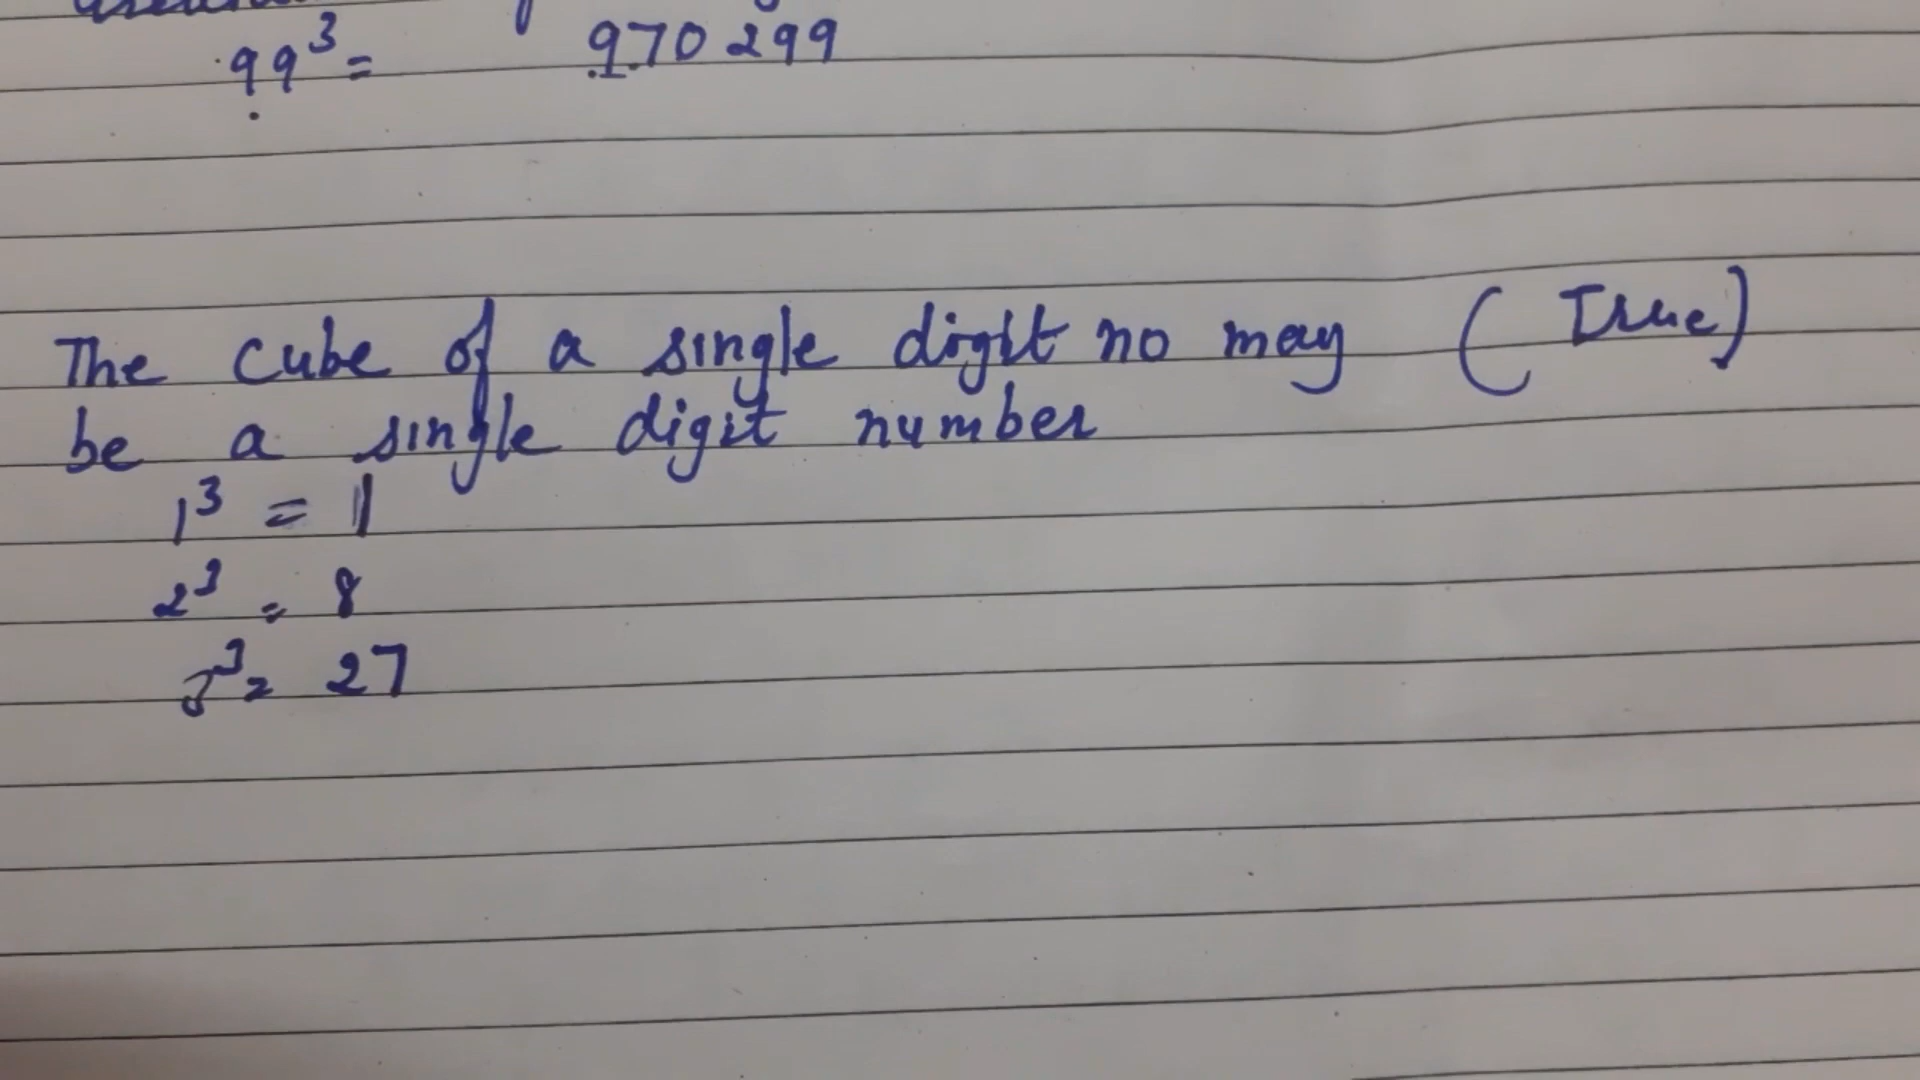 99³ = 970299
The cube of a single digit no may (True)
be a single digit number
1³ = 1
2³ = 8
3³ = 27